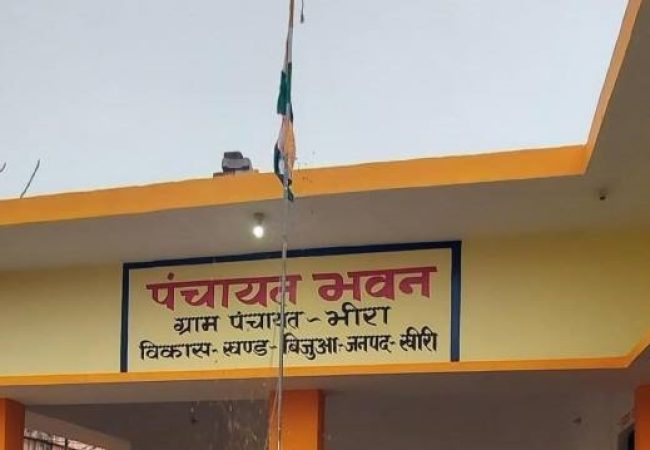 पंचायत भवन
ग्राम पंचायत-भीरा
विकास-खण्ड-बिजुआ-जनपद-खीरी